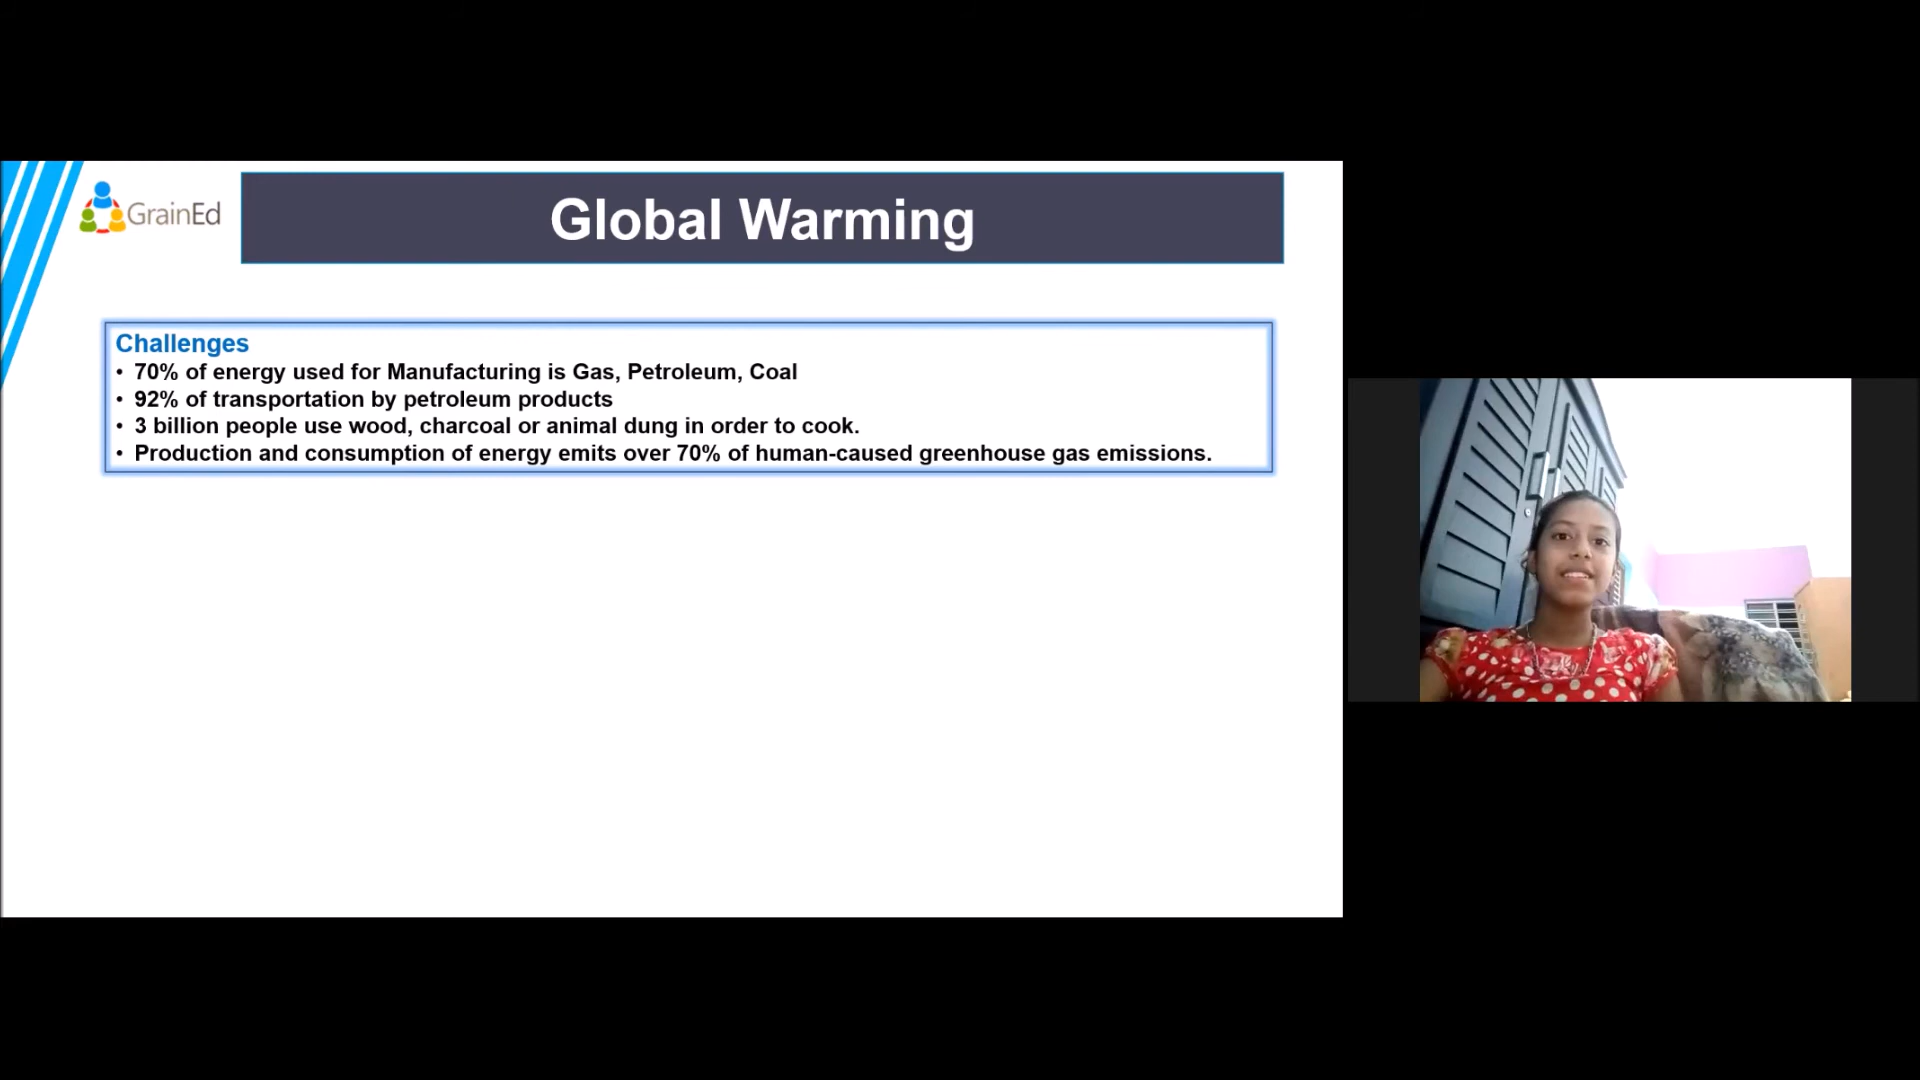 GrainEd
Global Warming
Challenges
• 70% of energy used for Manufacturing is Gas, Petroleum, Coal
• 92% of transportation by petroleum products
• 3 billion people use wood, charcoal or animal dung in order to cook.
• Production and consumption of energy emits over 70% of human-caused greenhouse gas emissions.